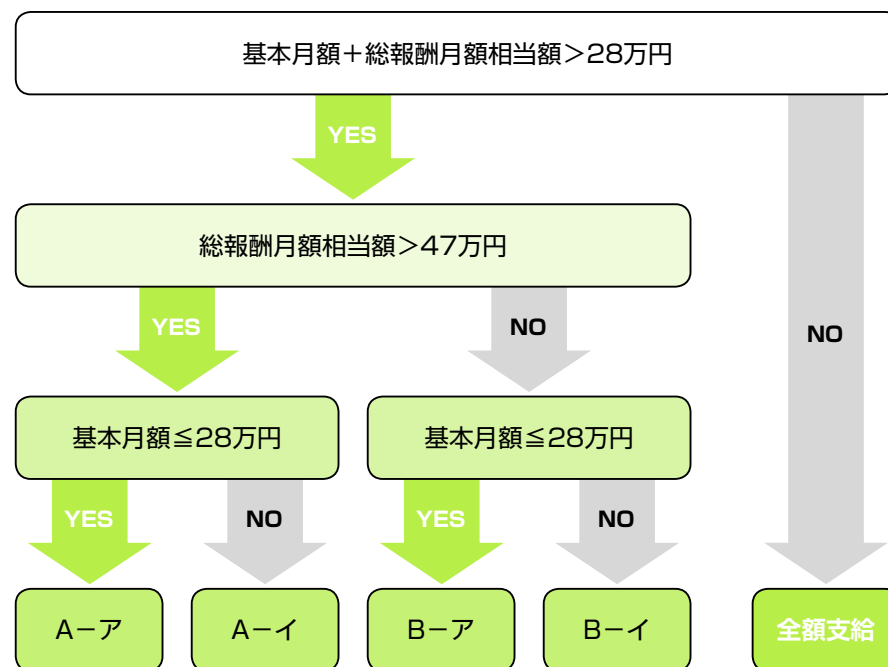 基本月額＋総報酬月額相当額＞28万円
YES
総報酬月額相当額＞47万円
YES
NO
NO
基本月額≦28万円
基本月額≦28万円
YES
NO
YES
NO
A－ア
A－イ
B－ア
B－イ
全額支給